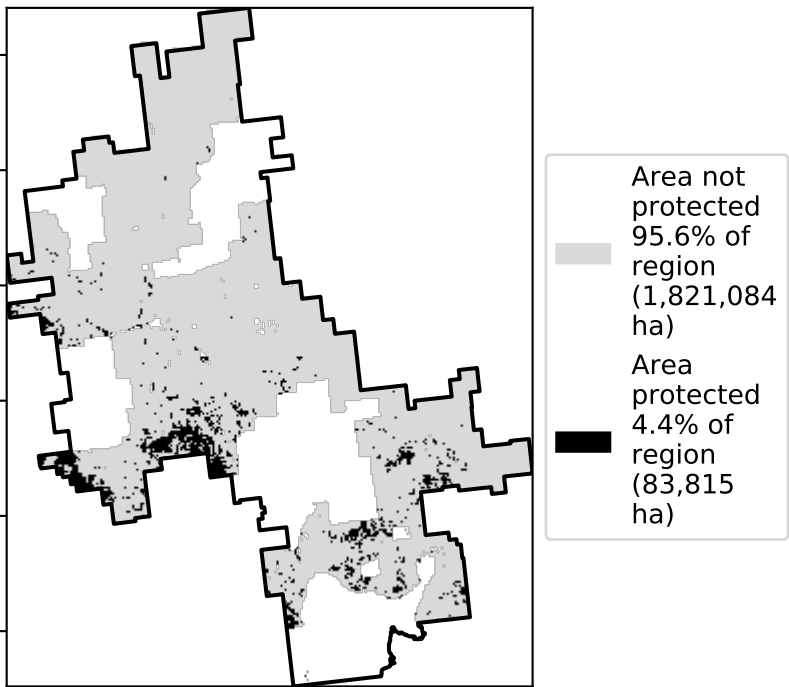 Area not
protected
95.6% of
region
(1,821,084
ha)
Area
protected
4.4% of
region
(83,815
ha)